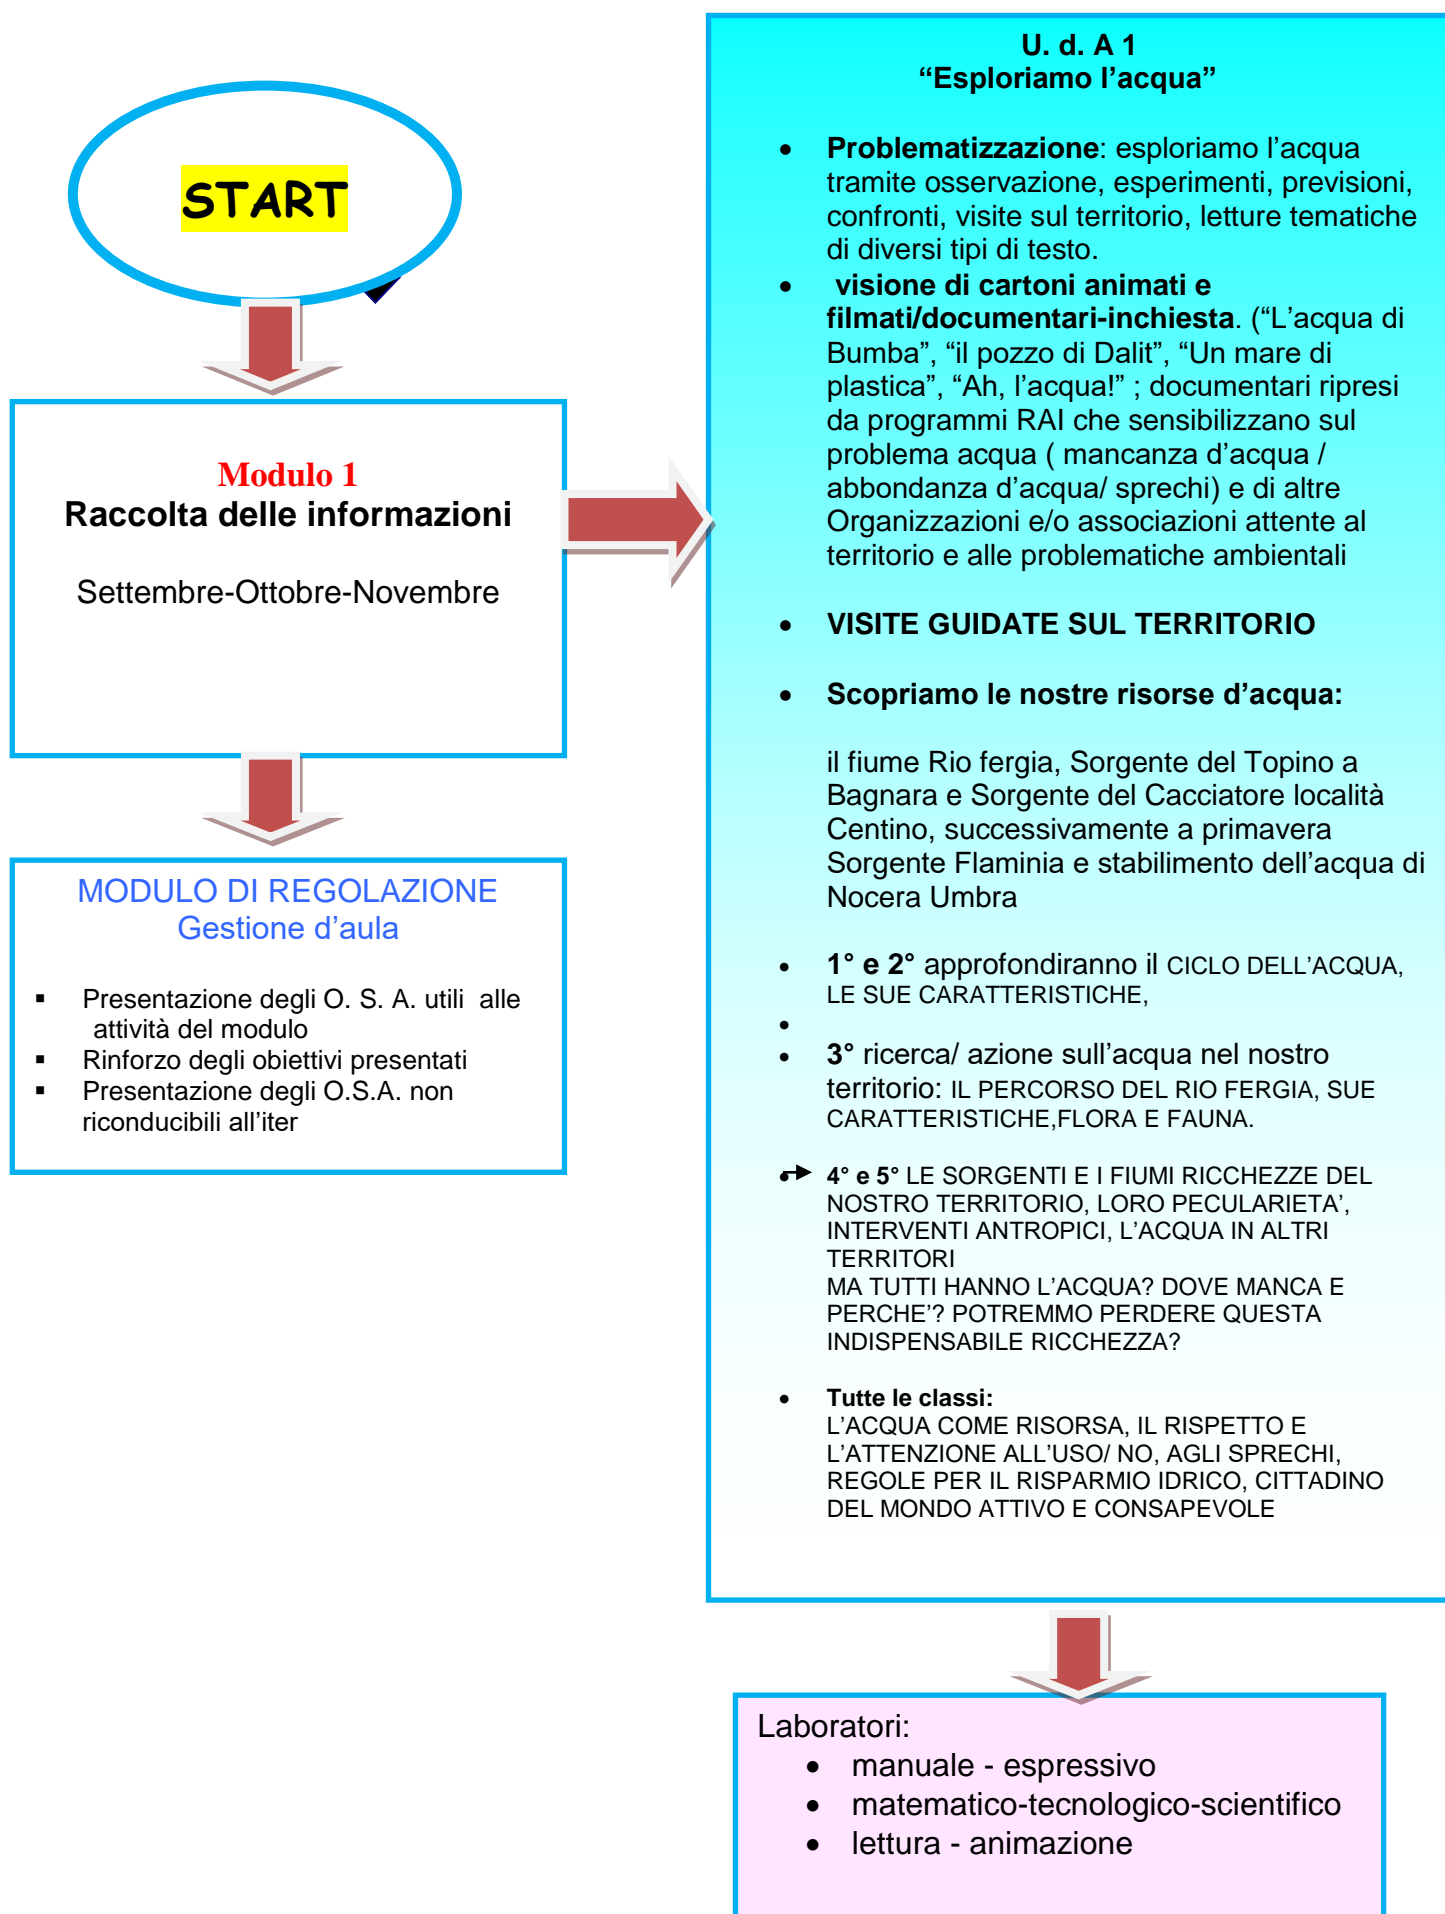 START
Modulo 1
Raccolta delle informazioni
Settembre-Ottobre-Novembre
MODULO DI REGOLAZIONE
Gestione d’aula
▪ Presentazione degli O. S. A. utili alle
attività del modulo
▪ Rinforzo degli obiettivi presentati
▪ Presentazione degli O.S.A. non
riconducibili all’iter
U. d. A 1
“Esploriamo l’acqua”
• Problematizzazione: esploriamo l’acqua
tramite osservazione, esperimenti, previsioni,
confronti, visite sul territorio, letture tematiche
di diversi tipi di testo.
• visione di cartoni animati e
filmati/documentari-inchiesta. (“L’acqua di
Bumba”, “il pozzo di Dalit”, “Un mare di
plastica”, “Ah, l’acqua!” ; documentari ripresi
da programmi RAI che sensibilizzano sul
problema acqua ( mancanza d’acqua /
abbondanza d’acqua/ sprechi) e di altre
Organizzazioni e/o associazioni attente al
territorio e alle problematiche ambientali
• VISITE GUIDATE SUL TERRITORIO
• Scopriamo le nostre risorse d’acqua:
il fiume Rio fergia, Sorgente del Topino a
Bagnara e Sorgente del Cacciatore località
Centino, successivamente a primavera
Sorgente Flaminia e stabilimento dell’acqua di
Nocera Umbra
• 1° e 2° approfondiranno il CICLO DELL’ACQUA,
LE SUE CARATTERISTICHE,
•
• 3° ricerca/ azione sull’acqua nel nostro
territorio: IL PERCORSO DEL RIO FERGIA, SUE
CARATTERISTICHE,FLORA E FAUNA.
• 4° e 5° LE SORGENTI E I FIUMI RICCHEZZE DEL
NOSTRO TERRITORIO, LORO PECULARIETA’,
INTERVENTI ANTROPICI, L’ACQUA IN ALTRI
TERRITORI
MA TUTTI HANNO L’ACQUA? DOVE MANCA E
PERCHE’? POTREMMO PERDERE QUESTA
INDISPENSABILE RICCHEZZA?
• Tutte le classi:
L’ACQUA COME RISORSA, IL RISPETTO E
L’ATTENZIONE ALL’USO/ NO, AGLI SPRECHI,
REGOLE PER IL RISPARMIO IDRICO, CITTADINO
DEL MONDO ATTIVO E CONSAPEVOLE
Laboratori:
• manuale - espressivo
• matematico-tecnologico-scientifico
• lettura - animazione